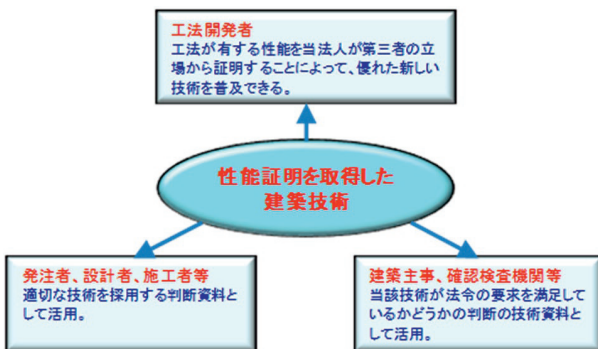 工法開発者
工法が有する性能を当法人が第三者の立
場から証明することによって、優れた新しい
技術を普及できる。
性能証明を取得した
建築技術
発注者、設計者、施工者等
適切な技術を採用する判断資料と
して活用。
建築主事、確認検査機関等
当該技術が法令の要求を満足して
いるかどうかの判断の技術資料と
して活用。